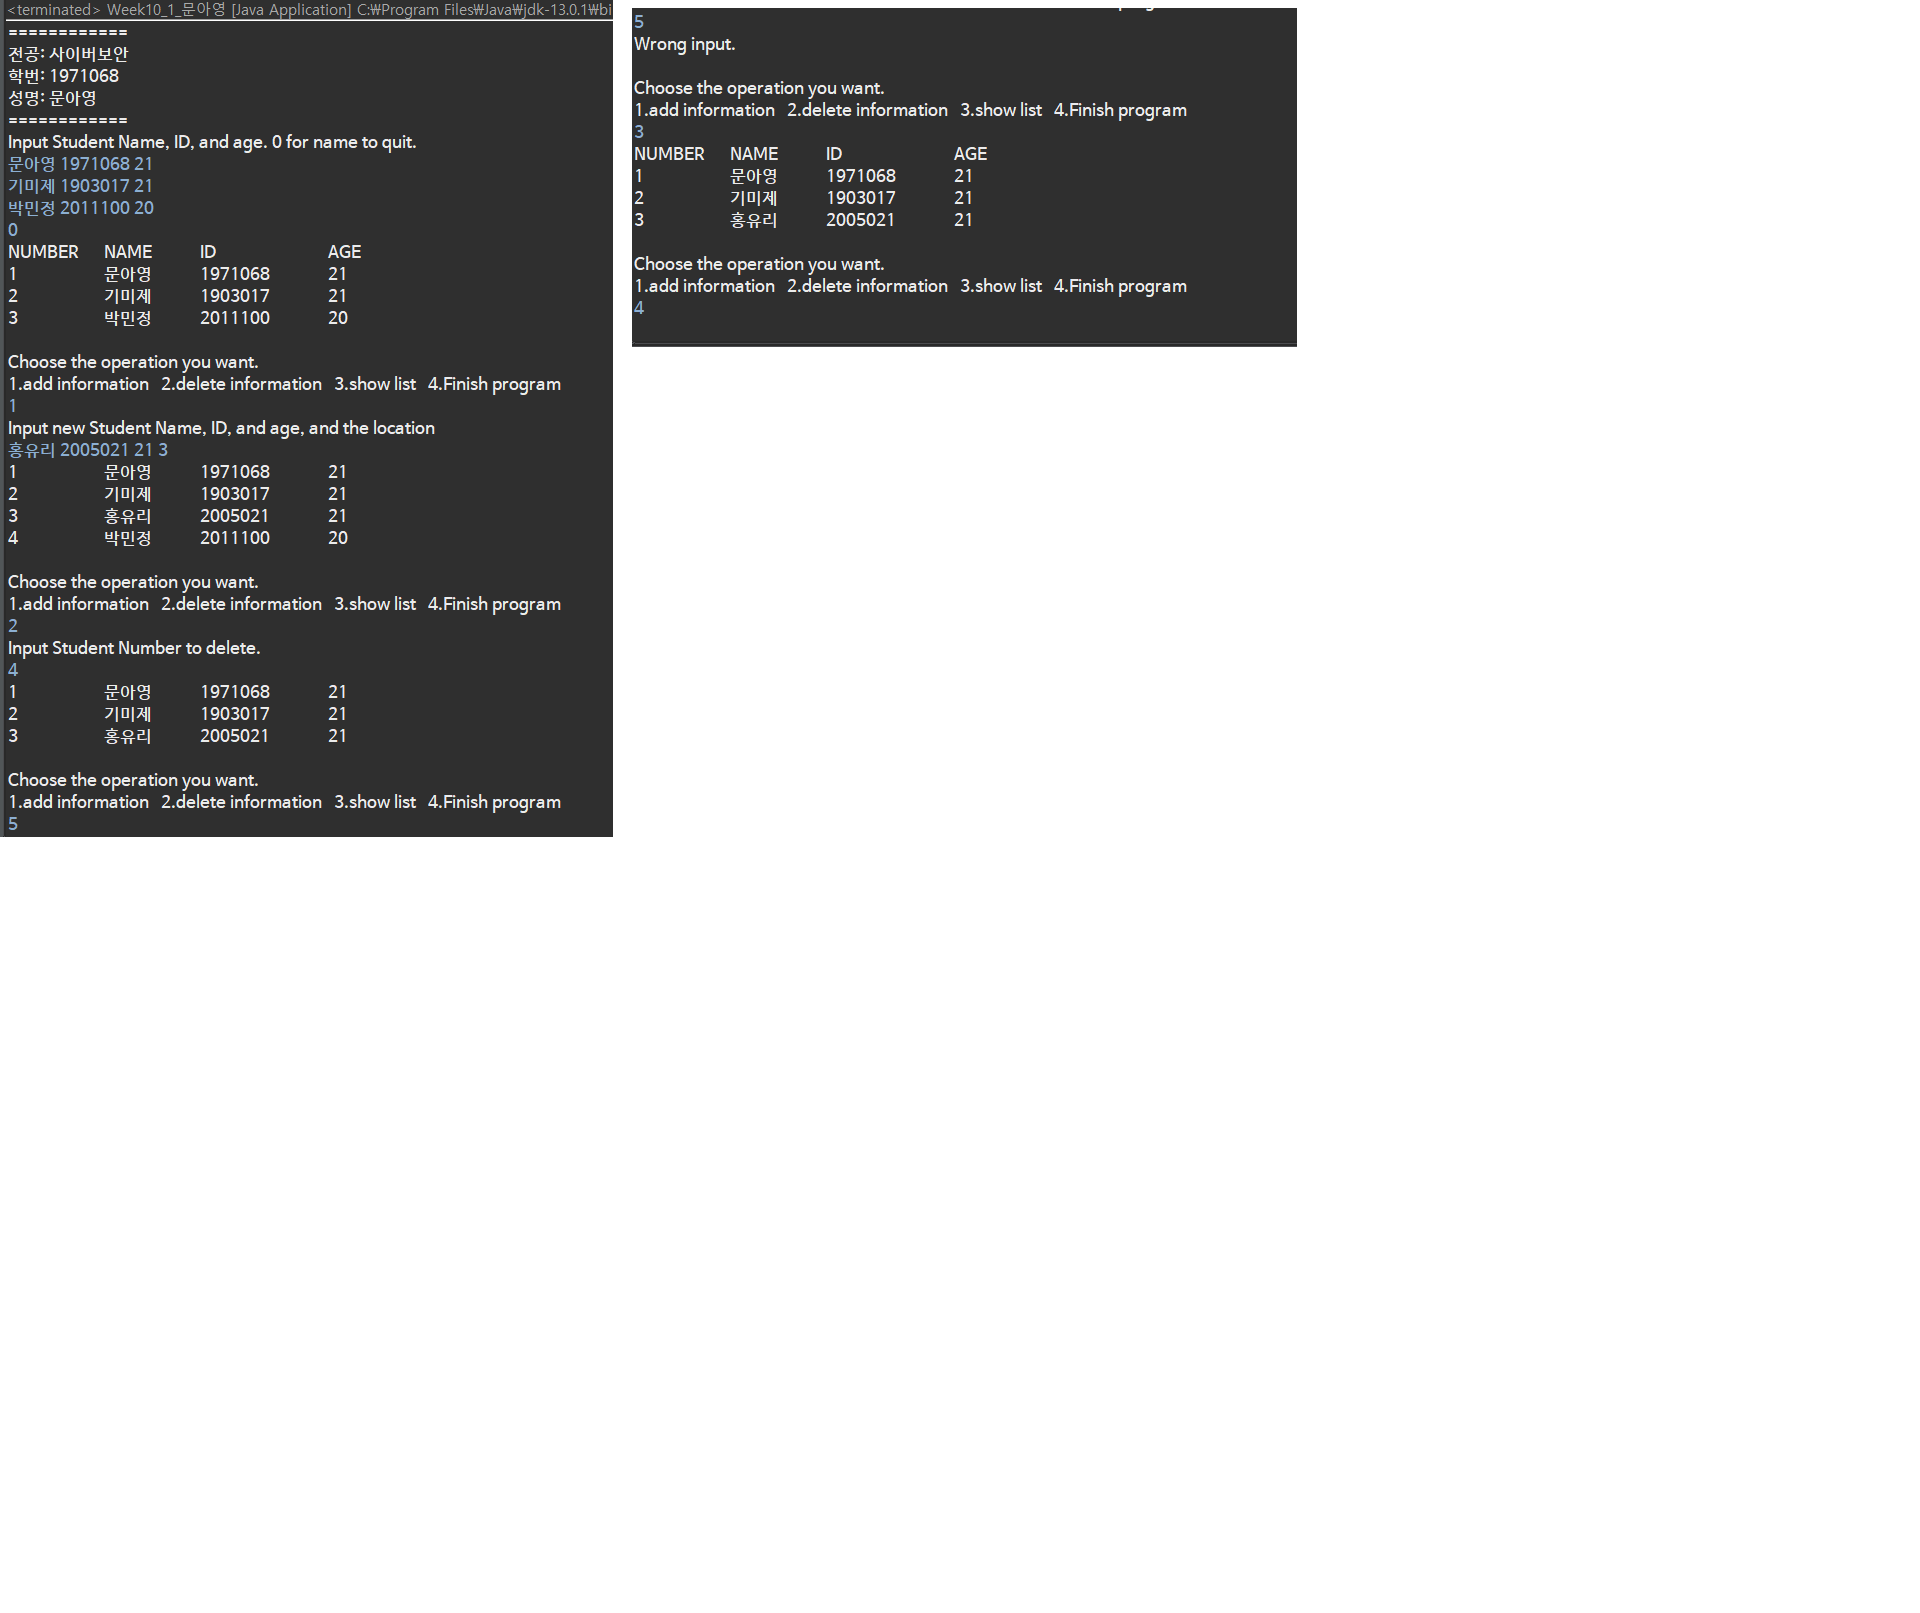 <terminated> Week10_1_문아영 [Java Application] C:₩Program Files₩Java₩jdk-13.0.1₩bi
============
전공: 사이버보안
학번: 1971068
성명: 문아영
============
Input Student Name, ID, and age. 0 for name to quit.
문아영 1971068 21
기미제 1903017 21
박민정 2011100 20
0
NUMBER NAME ID AGE
1 문아영 1971068 21
2 기미제 1903017 21
3 박민정 2011100 20
Choose the operation you want.
1.add information 2.delete information 3.show list 4.Finish program
1
Input new Student Name, ID, and age, and the location
홍유리 2005021 21 3
1 문아영 1971068 21
2 기미제 1903017 21
3 홍유리 2005021 21
4 박민정 2011100 20
Choose the operation you want.
1.add information 2.delete information 3.show list 4.Finish program
2
Input Student Number to delete.
4
1 문아영 1971068 21
2 기미제 1903017 21
3 홍유리 2005021 21
Choose the operation you want.
1.add information 2.delete information 3.show list 4.Finish program
5
5
Wrong input.
Choose the operation you want.
1.add information 2.delete information 3.show list 4.Finish program
3
NUMBER NAME ID AGE
1 문아영 1971068 21
2 기미제 1903017 21
3 홍유리 2005021 21
Choose the operation you want.
1.add information 2.delete information 3.show list 4.Finish program
4